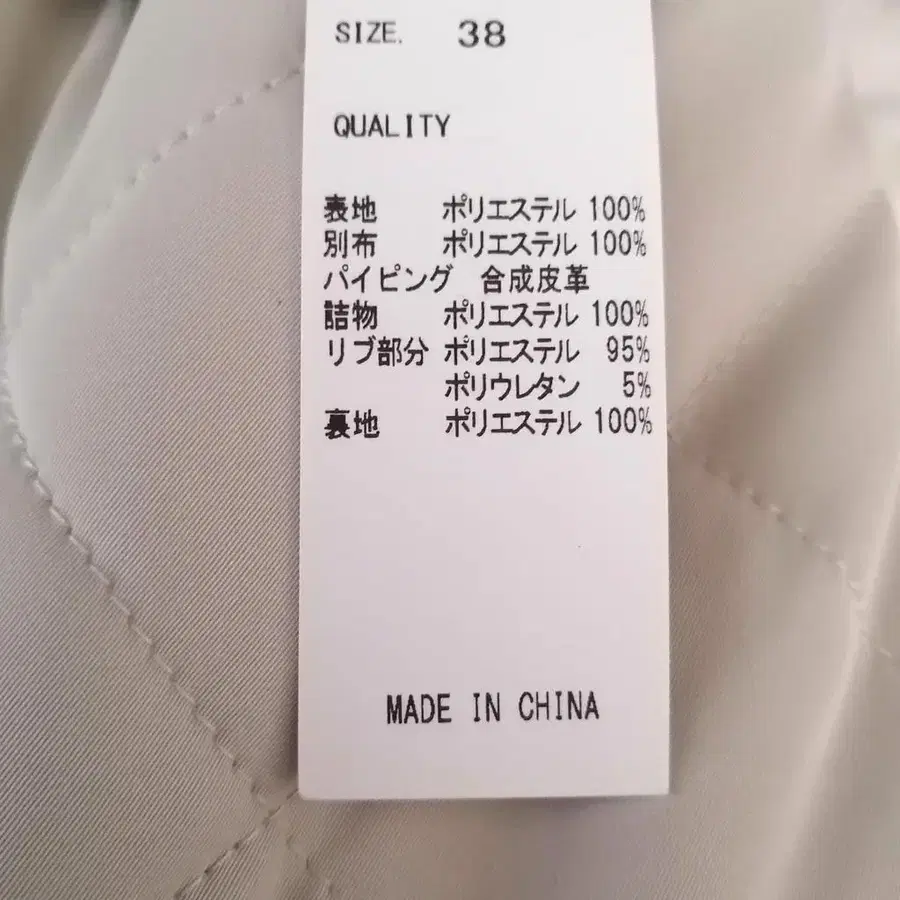 SIZE. 38
QUALITY
表地 ポリエステル 100%
別布 ポリエステル 100%
パイピング 合成皮革
詰物 ポリエステル 100%
リブ部分 ポリエステル 95%
ポリウレタン 5%
裏地 ポリエステル 100%
MADE IN CHINA